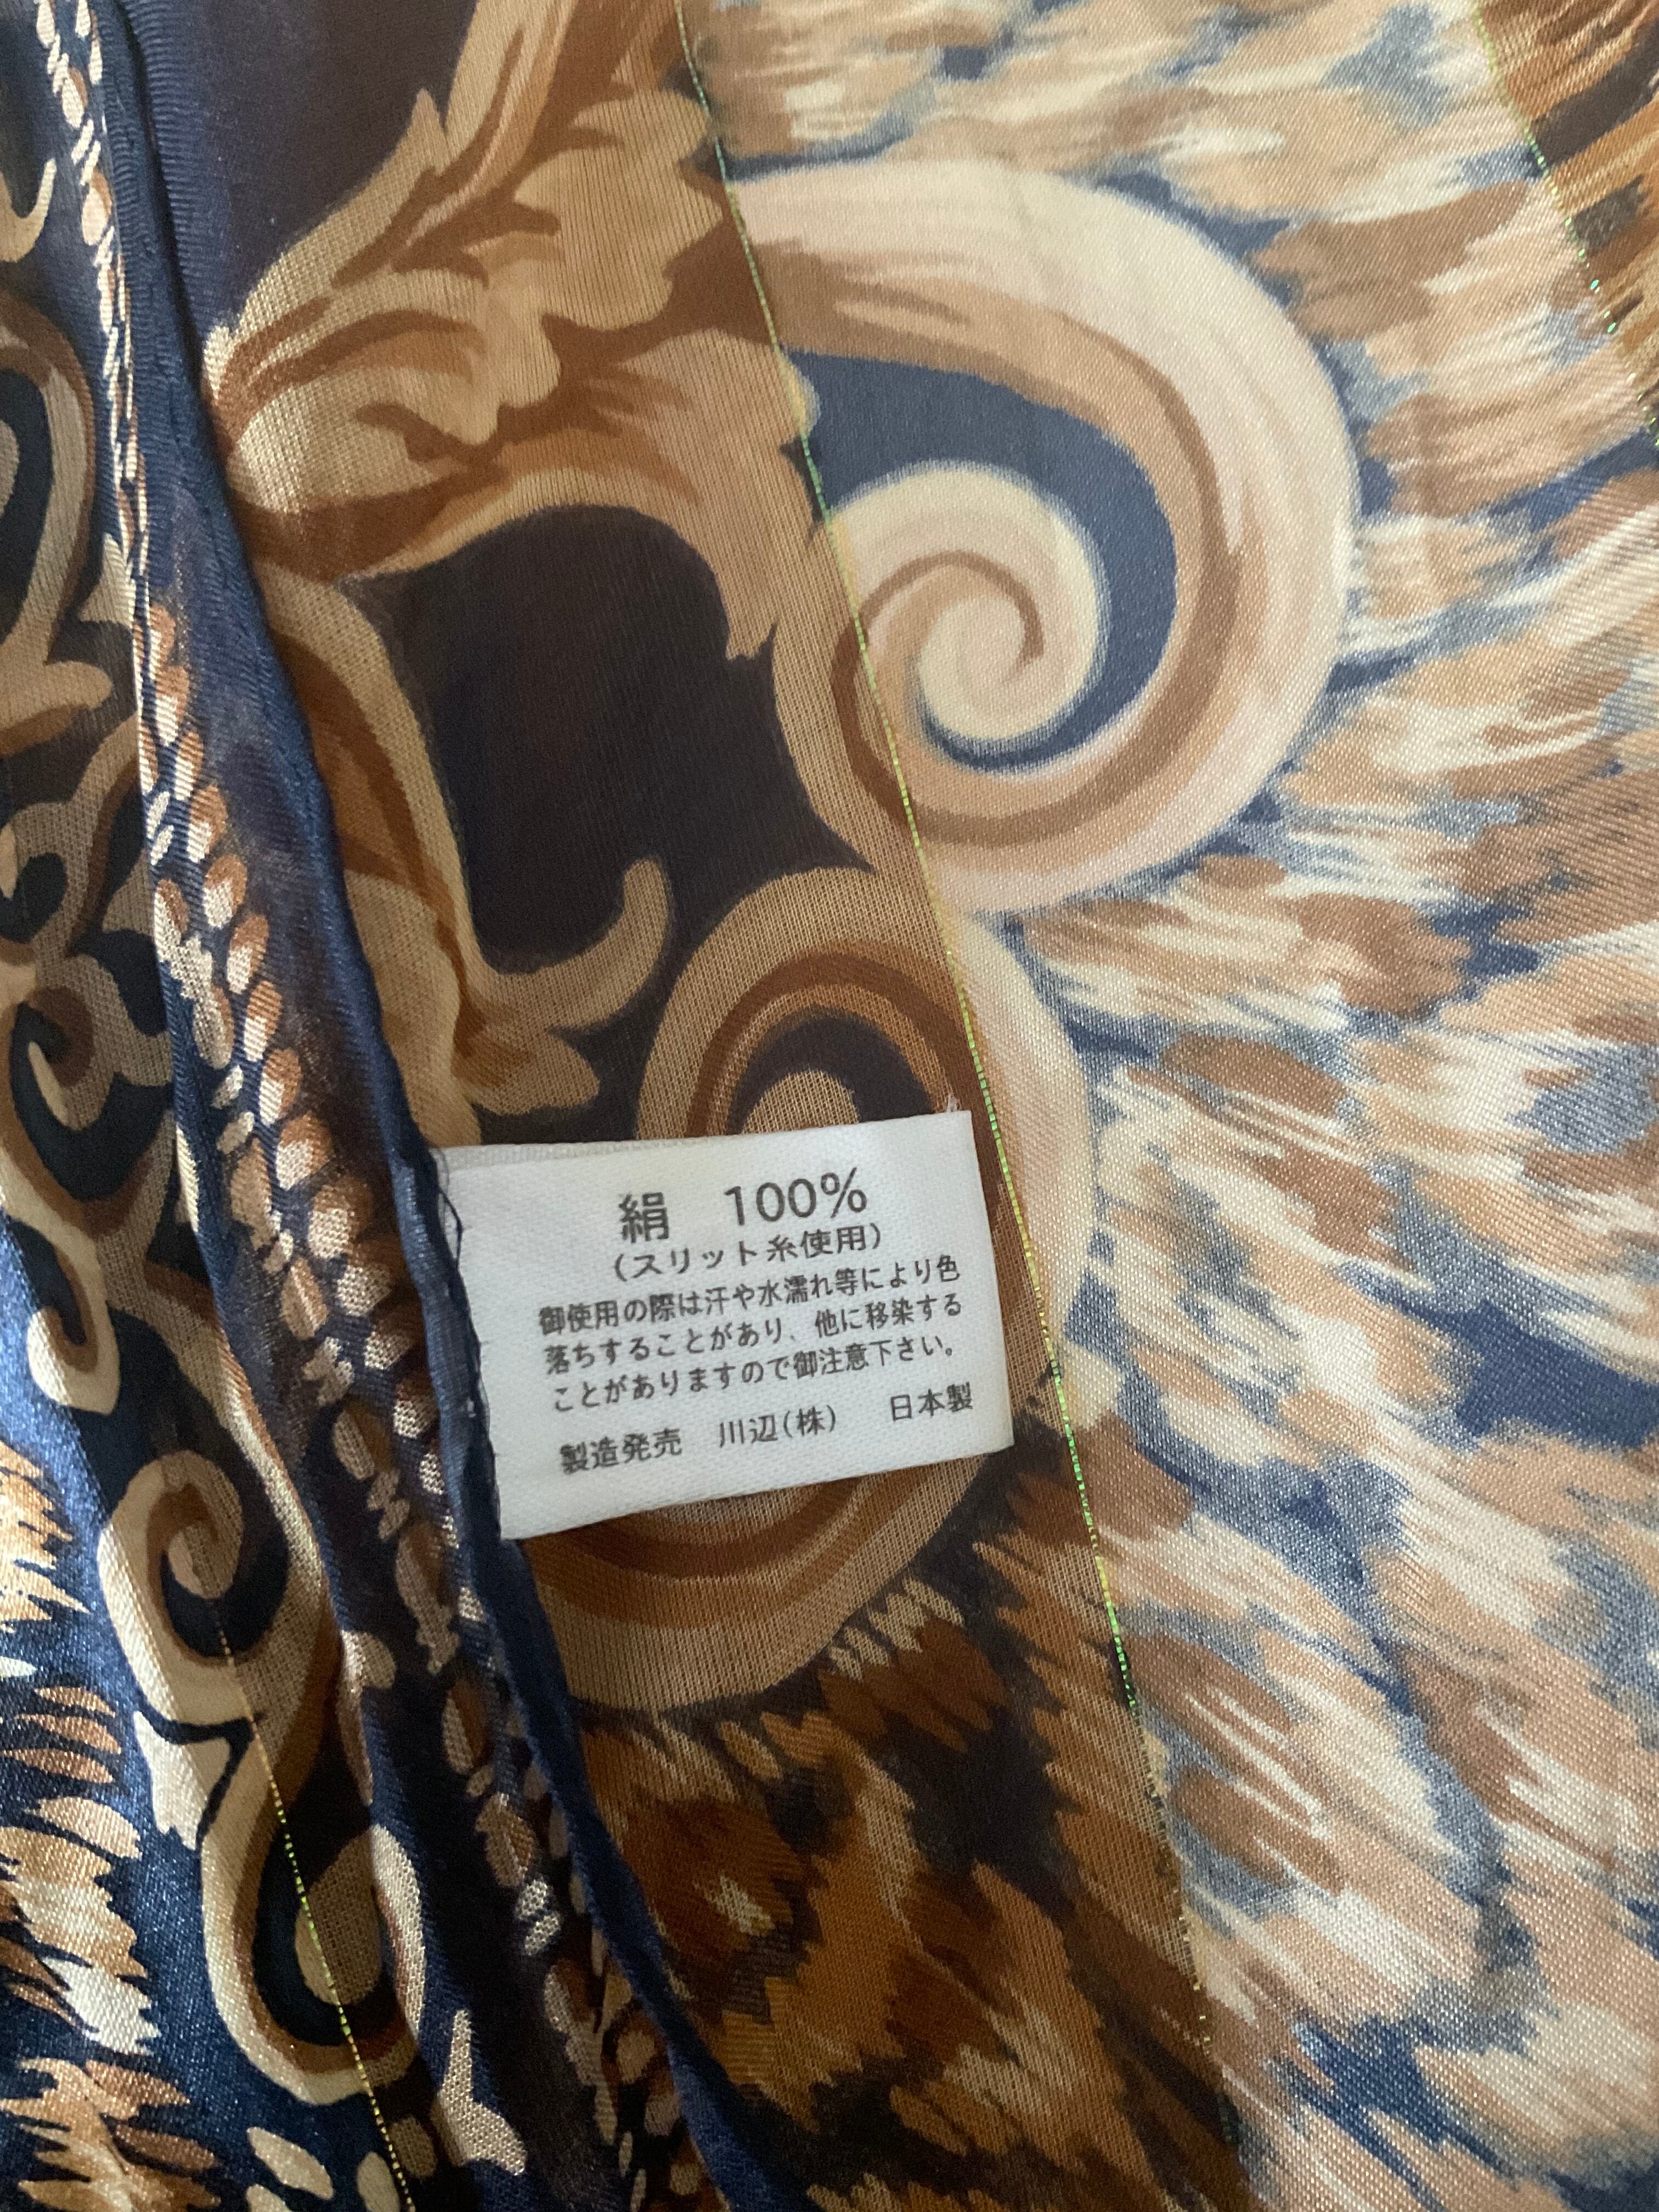 絹　100%
（スリット糸使用）
御使用の際は汗や水濡れ等により色
落ちすることがあり、他に移染する
ことがありますので御注意下さい。
製造発売　川辺（株）　日本製